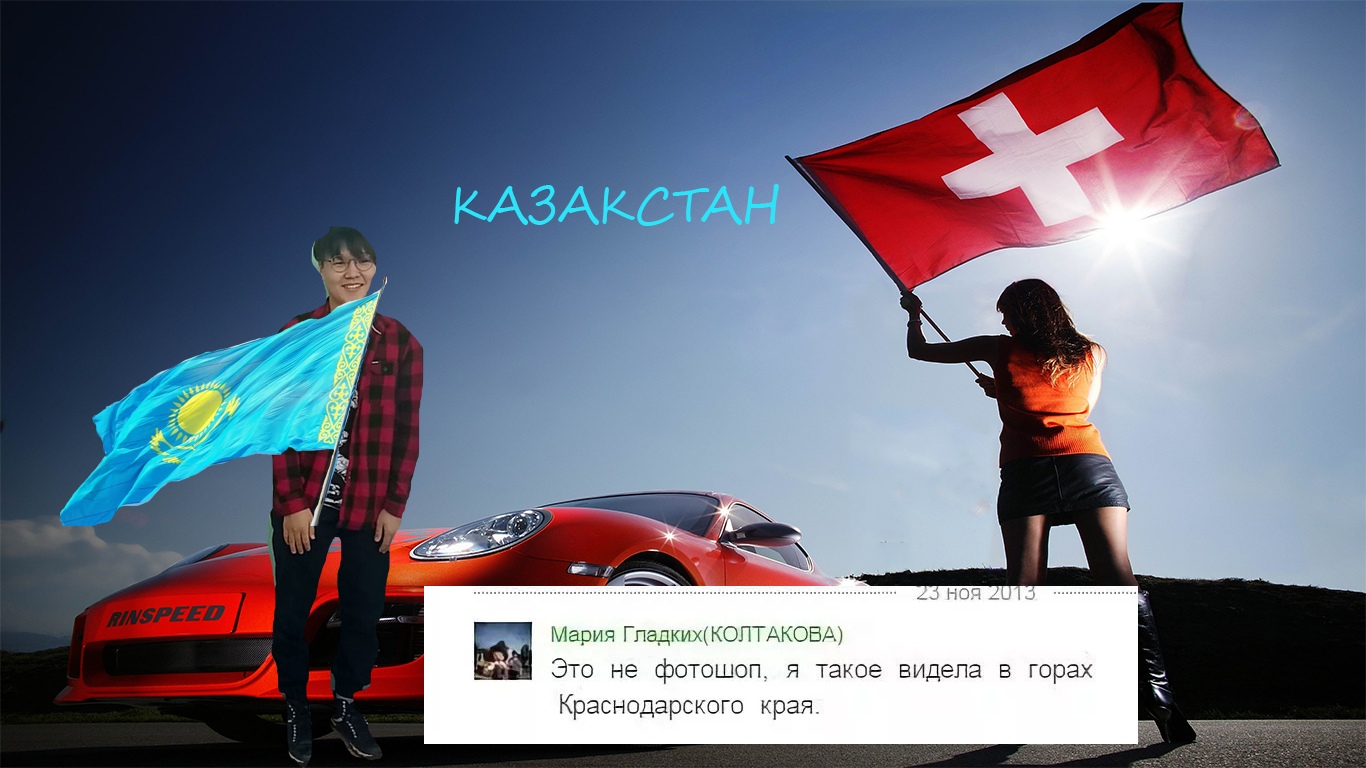 КАЗАКСТАН
RINSPEED
23 ноя 2013
Мария Гладких(КОЛТАКОВА)
Это не фотошоп, я такое видела в горах
Краснодарского края.